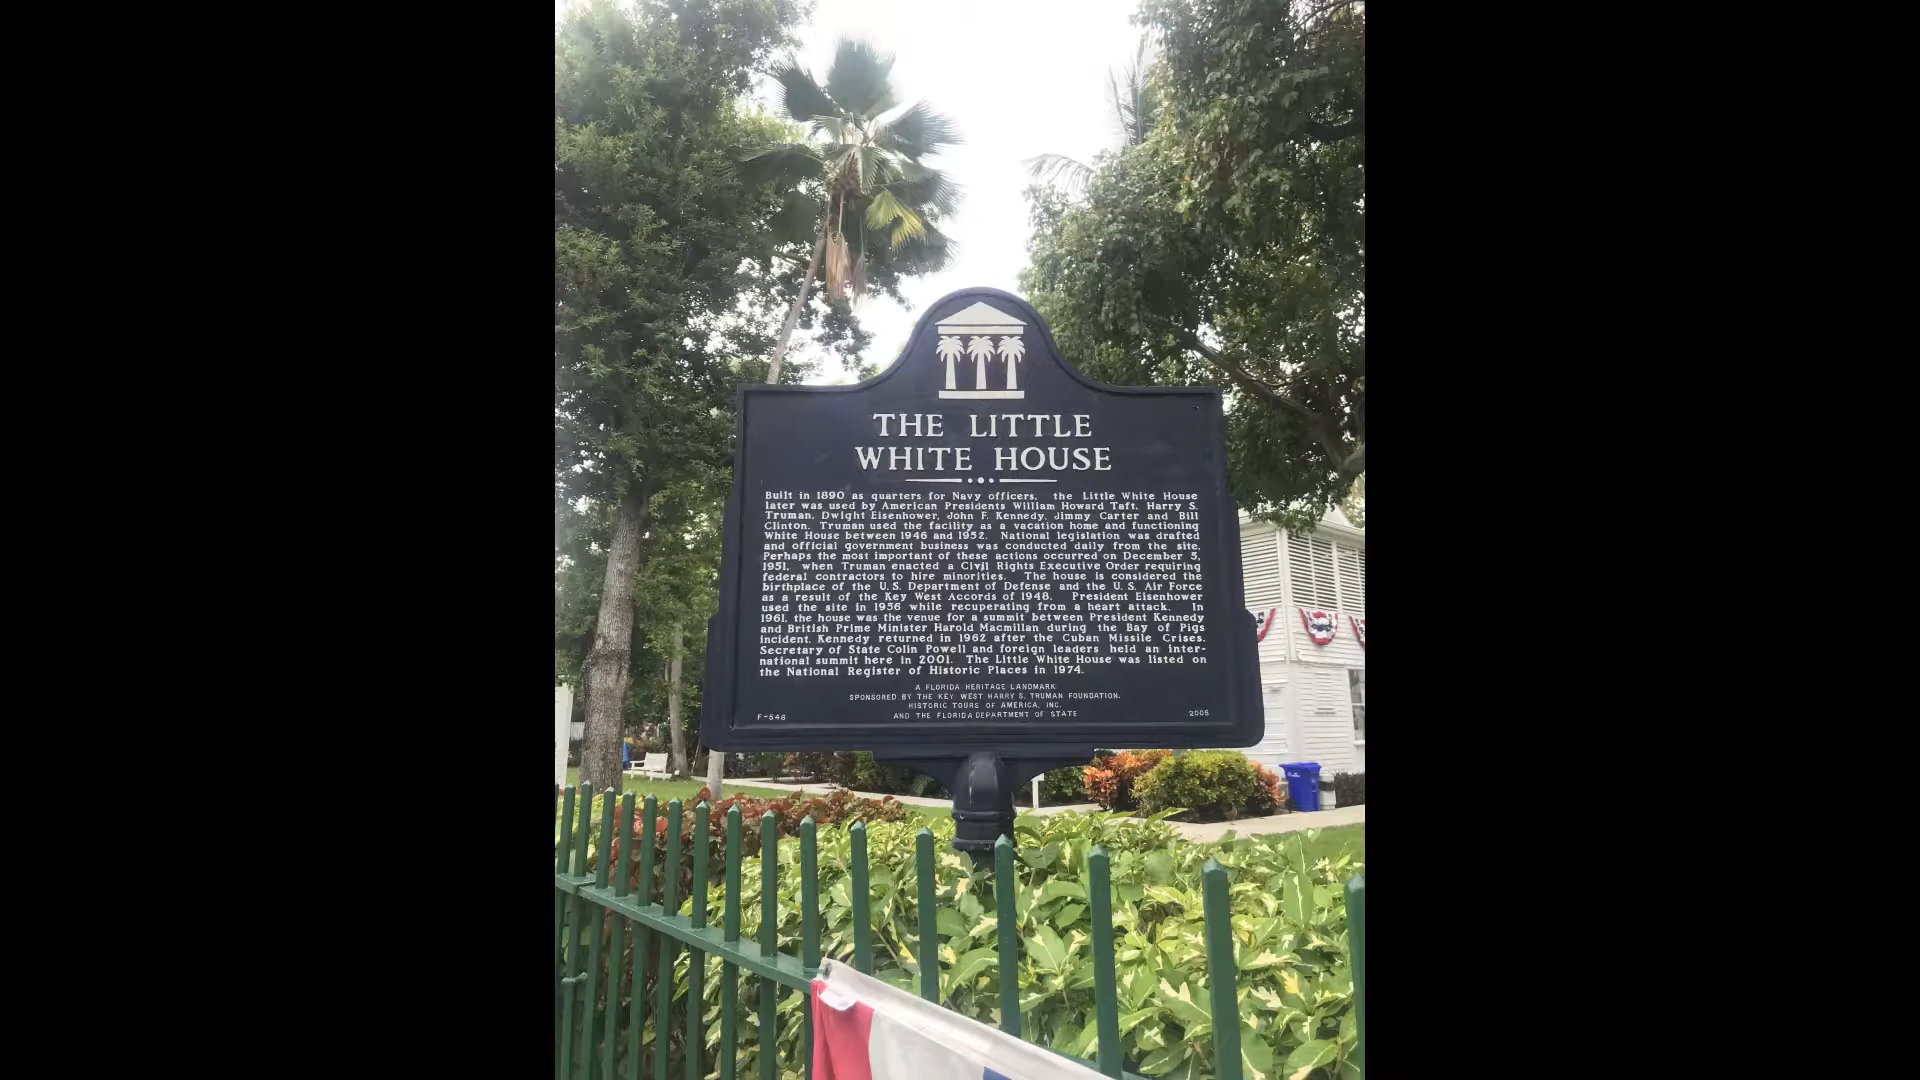 THE LITTLE
WHITE HOUSE
Built in 1890 as quarters for Navy officers, the Little White House
later was used by American Presidents William Howard Taft, Harry S.
Truman, Dwight Eisenhower, John F. Kennedy, Jimmy Carter and Bill
Clinton. Truman used the facility as a vacation home and functioning
White House between 1946 and 1952. National legislation was drafted
and official government business was conducted daily from the site.
Perhaps the most important of these actions occurred on December 5,
1951, when Truman enacted a Civil Rights Executive Order requiring
federal contractors to hire minorities. The house is considered the
birthplace of the U.S. Department of Defense and the U.S. Air Force
as a result of the Key West Accords of 1948. President Eisenhower
used the site in 1956 while recuperating from a heart attack. In
1961, the house was the venue for a summit between President Kennedy
and British Prime Minister Harold Macmillan during the Bay of Pigs
incident. Kennedy returned in 1962 after the Cuban Missile Crises.
Secretary of State Colin Powell and foreign leaders held an inter-
national summit here in 2001. The Little White House was listed on
the National Register of Historic Places in 1974.
A FLORIDA HERITAGE LANDMARK
SPONSORED BY THE KEY WEST HARRY S. TRUMAN FOUNDATION,
HISTORIC TOURS OF AMERICA, INC.
F-546 AND THE FLORIDA DEPARTMENT OF STATE 2005